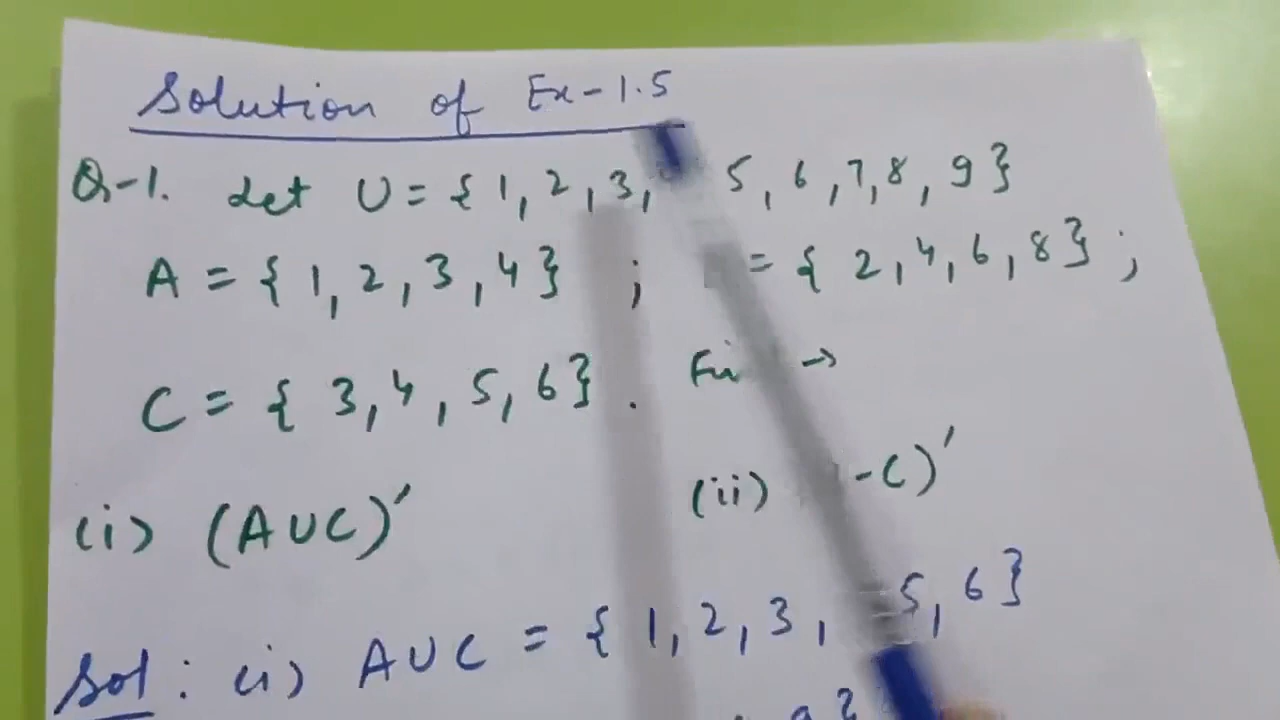 Solution of Ex-1.5
Q-1. Let U = { 1, 2, 3, 5, 6, 7, 8, 9 }
A = { 1, 2, 3, 4 } ; = { 2, 4, 6, 8 } ;
C = { 3, 4, 5, 6 } . →
(i) (A∪C)′ (ii) -C)′
Sol : (i) A∪C = { 1, 2, 3, 5, 6 }